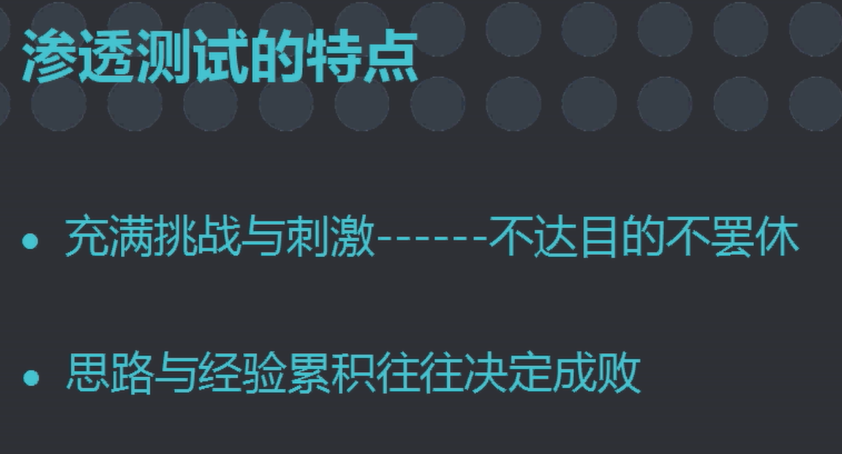 渗透测试的特点
• 充满挑战与刺激------不达目的不罢休
• 思路与经验累积往往决定成败